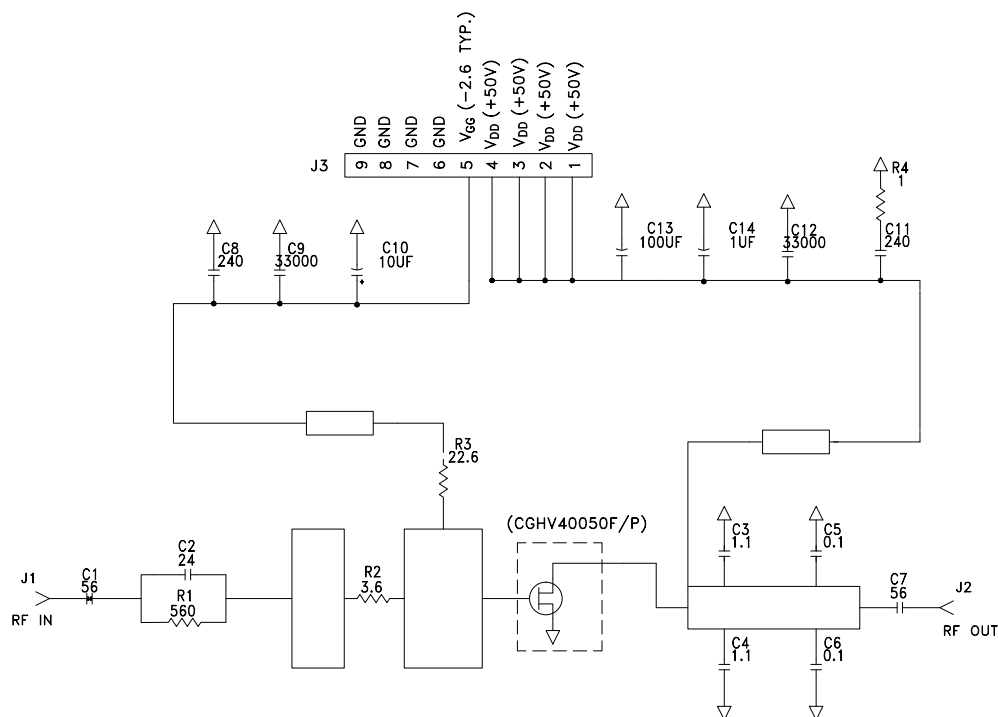 GND
GND
GND
GND
VGG (-2.6 TYP.)
VDD (+50V)
VDD (+50V)
VDD (+50V)
VDD (+50V)
J3
9 8 7 6 5 4 3 2 1
C8
240
C9
33000
C10
10UF
+
C13
100UF
C14
1UF
C12
33000
R4
1
C11
240
R3
22.6
(CGHV40050F/P)
J1
RF IN
C1
56
C2
24
R1
560
R2
3.6
C3
1.1
C5
0.1
C4
1.1
C6
0.1
C7
56
J2
RF OUT